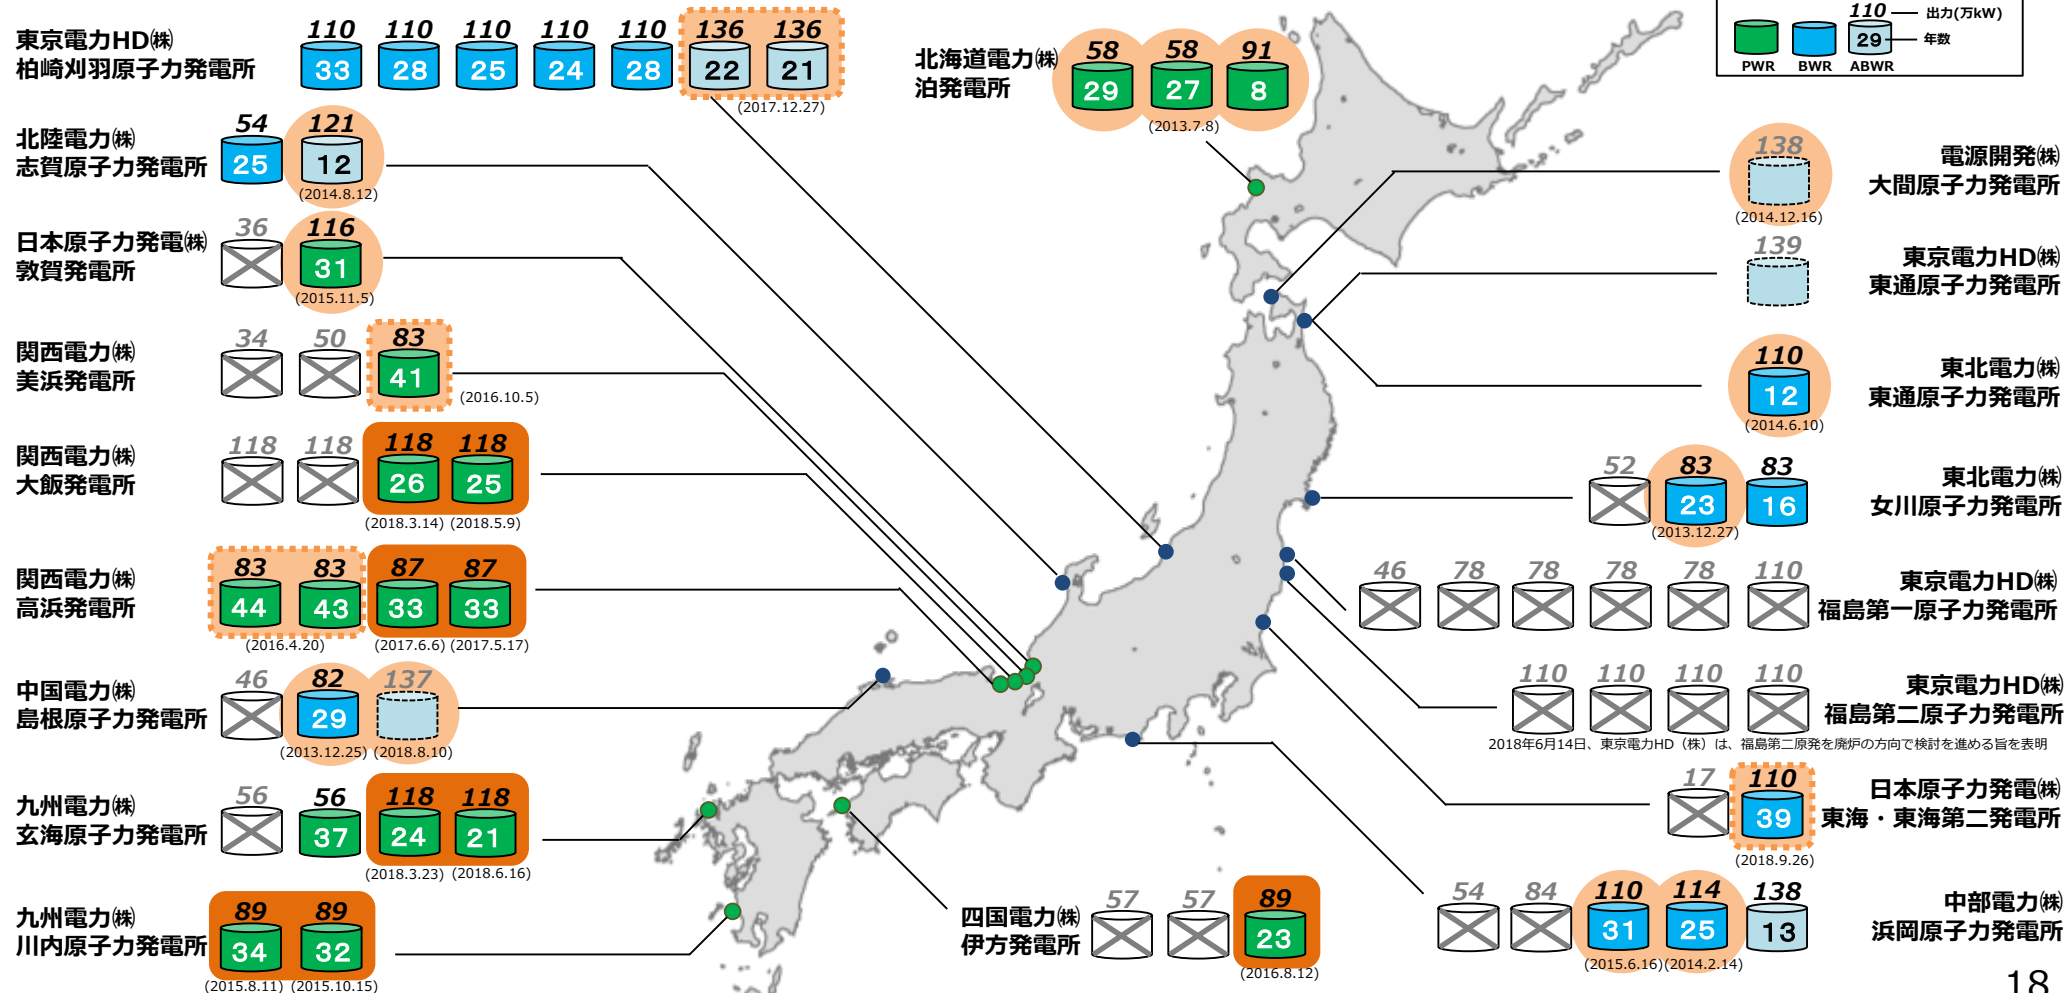 東京電力HD㈱
柏崎刈羽原子力発電所
110 110 110 110 110 136 136
33 28 25 24 28 22 21
(2017.12.27)
北陸電力㈱
志賀原子力発電所
54 121
25 12
(2014.8.12)
日本原子力発電㈱
敦賀発電所
36 116
31
(2015.11.5)
関西電力㈱
美浜発電所
34 50 83
41
(2016.10.5)
関西電力㈱
大飯発電所
118 118 118 118
26 25
(2018.3.14) (2018.5.9)
関西電力㈱
高浜発電所
83 83 87 87
44 43 33 33
(2016.4.20) (2017.6.6) (2017.5.17)
中国電力㈱
島根原子力発電所
46 82 137
29
(2013.12.25) (2018.8.10)
九州電力㈱
玄海原子力発電所
56 56 118 118
37 24 21
(2018.3.23) (2018.6.16)
九州電力㈱
川内原子力発電所
89 89
34 32
(2015.8.11) (2015.10.15)
北海道電力㈱
泊発電所
58 58 91
29 27 8
(2013.7.8)
四国電力㈱
伊方発電所
57 57 89
23
(2016.8.12)
110 出力(万kW)
29 年数
PWR BWR ABWR
138
電源開発㈱
大間原子力発電所
(2014.12.16)
139
東京電力HD㈱
東通原子力発電所
110
12
東北電力㈱
東通原子力発電所
(2014.6.10)
52 83 83
23 16
東北電力㈱
女川原子力発電所
(2013.12.27)
46 78 78 78 78 110
東京電力HD㈱
福島第一原子力発電所
110 110 110 110
東京電力HD㈱
福島第二原子力発電所
2018年6月14日、東京電力HD（株）は、福島第二原発を廃炉の方向で検討を進める旨を表明
17 110
39
日本原子力発電㈱
東海・東海第二発電所
(2018.9.26)
54 84 110 114 138
31 25 13
中部電力㈱
浜岡原子力発電所
(2015.6.16) (2014.2.14)
18